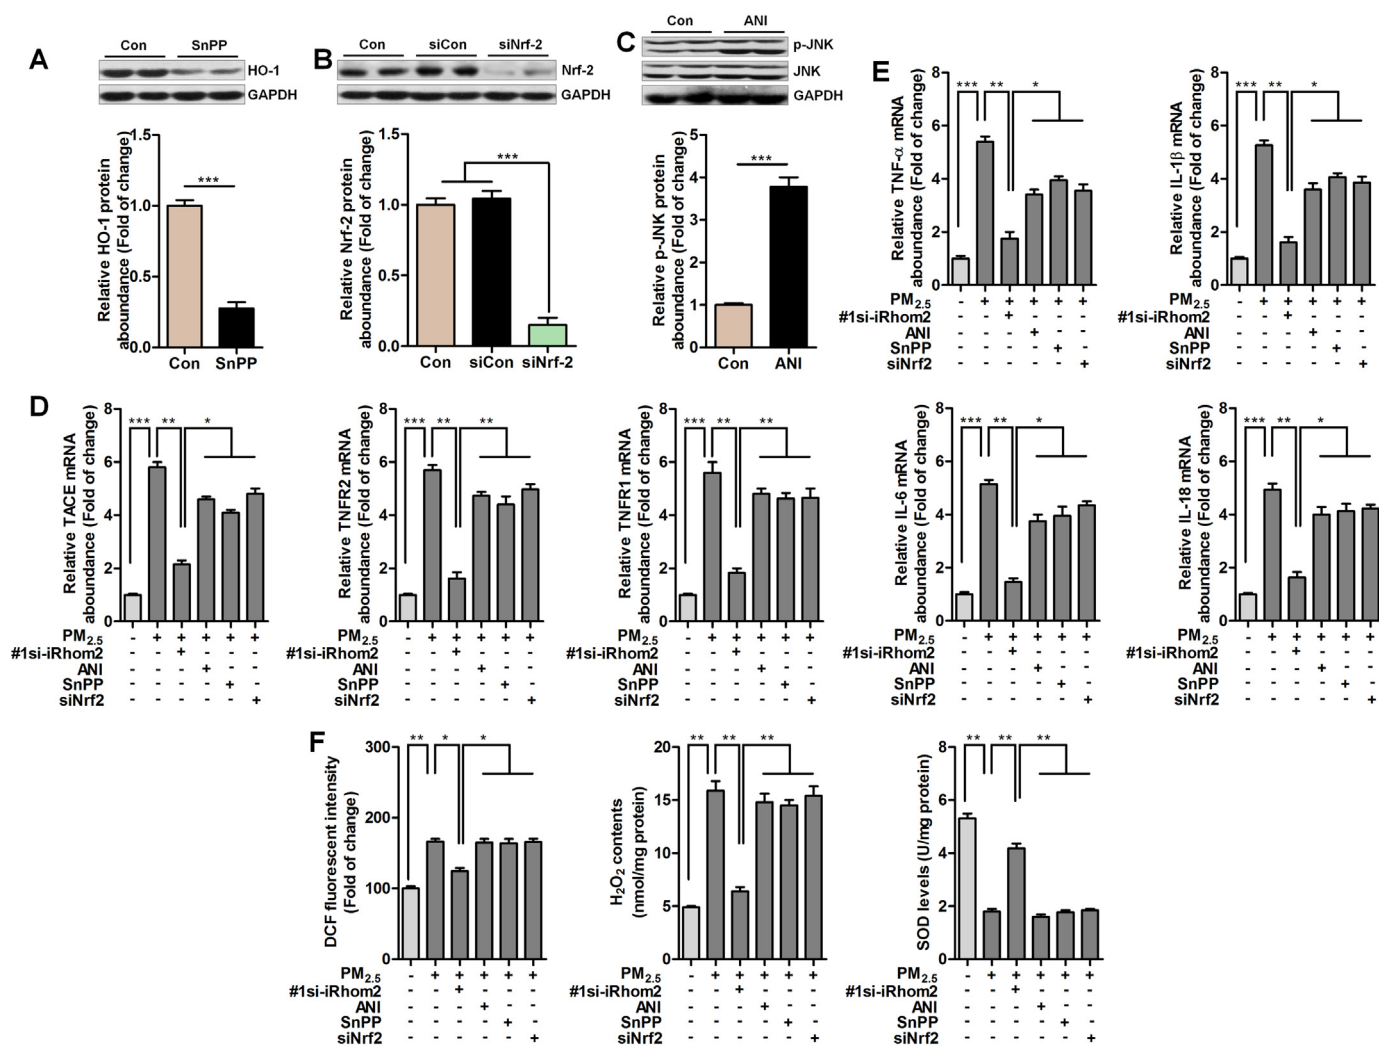 A
Con SnPP
HO-1
GAPDH
Relative HO-1 protein
aboundance (Fold of change)
1.5
1.0
0.5
0.0
***
Con SnPP
B
Con siCon siNrf-2
Nrf-2
GAPDH
Relative Nrf-2 protein
aboundance (Fold of change)
1.5
1.0
0.5
0.0
***
Con siCon siNrf-2
C
Con ANI
p-JNK
JNK
GAPDH
Relative p-JNK protein
aboundance (Fold of change)
5
4
3
2
1
0
***
Con ANI
E
Relative TNF-α mRNA
aboundance (Fold of change)
8
6
4
2
0
*** ** *
PM2.5 - + + + + +
#1si-iRhom2 - - + - - -
ANI - - - + - -
SnPP - - - - + -
siNrf2 - - - - - +
Relative IL-1β mRNA
aboundance (Fold of change)
8
6
4
2
0
*** ** *
PM2.5 - + + + + +
#1si-iRhom2 - - + - - -
ANI - - - + - -
SnPP - - - - + -
siNrf2 - - - - - +
D
Relative TACE mRNA
aboundance (Fold of change)
8
6
4
2
0
*** ** *
PM2.5 - + + + + +
#1si-iRhom2 - - + - - -
ANI - - - + - -
SnPP - - - - + -
siNrf2 - - - - - +
Relative TNFR2 mRNA
aboundance (Fold of change)
8
6
4
2
0
*** ** **
PM2.5 - + + + + +
#1si-iRhom2 - - + - - -
ANI - - - + - -
SnPP - - - - + -
siNrf2 - - - - - +
Relative TNFR1 mRNA
aboundance (Fold of change)
8
6
4
2
0
*** ** **
PM2.5 - + + + + +
#1si-iRhom2 - - + - - -
ANI - - - + - -
SnPP - - - - + -
siNrf2 - - - - - +
Relative IL-6 mRNA
aboundance (Fold of change)
8
6
4
2
0
*** ** *
PM2.5 - + + + + +
#1si-iRhom2 - - + - - -
ANI - - - + - -
SnPP - - - - + -
siNrf2 - - - - - +
Relative IL-18 mRNA
aboundance (Fold of change)
8
6
4
2
0
*** ** *
PM2.5 - + + + + +
#1si-iRhom2 - - + - - -
ANI - - - + - -
SnPP - - - - + -
siNrf2 - - - - - +
F
DCF fluorescent intensity
(Fold of change)
300
200
150
100
50
0
** * *
PM2.5 - + + + + +
#1si-iRhom2 - - + - - -
ANI - - - + - -
SnPP - - - - + -
siNrf2 - - - - - +
H2O2 contents
(nmol/mg protein)
20
15
10
5
0
** ** **
PM2.5 - + + + + +
#1si-iRhom2 - - + - - -
ANI - - - + - -
SnPP - - - - + -
siNrf2 - - - - - +
SOD levels (U/mg protein)
8
6
4
2
0
** ** **
PM2.5 - + + + + +
#1si-iRhom2 - - + - - -
ANI - - - + - -
SnPP - - - - + -
siNrf2 - - - - - +